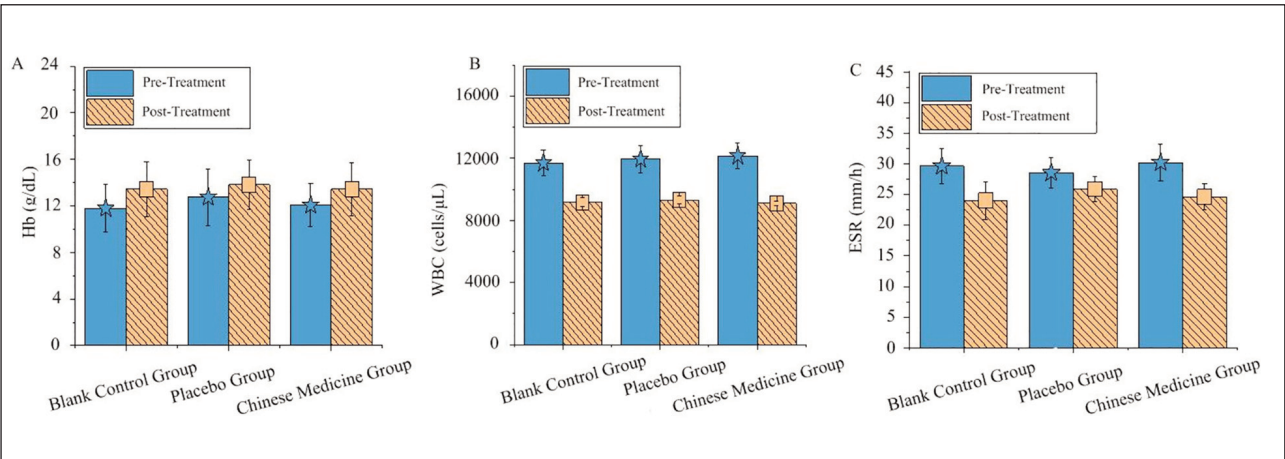 A
Hb (g/dL)
24
20
16
12
8
4
0
Pre-Treatment
Post-Treatment
Blank Control Group
Placebo Group
Chinese Medicine Group
B
WBC (cells/μL)
16000
12000
8000
4000
0
Pre-Treatment
Post-Treatment
Blank Control Group
Placebo Group
Chinese Medicine Group
C
ESR (mm/h)
45
40
35
30
25
20
15
10
5
0
Pre-Treatment
Post-Treatment
Blank Control Group
Placebo Group
Chinese Medicine Group